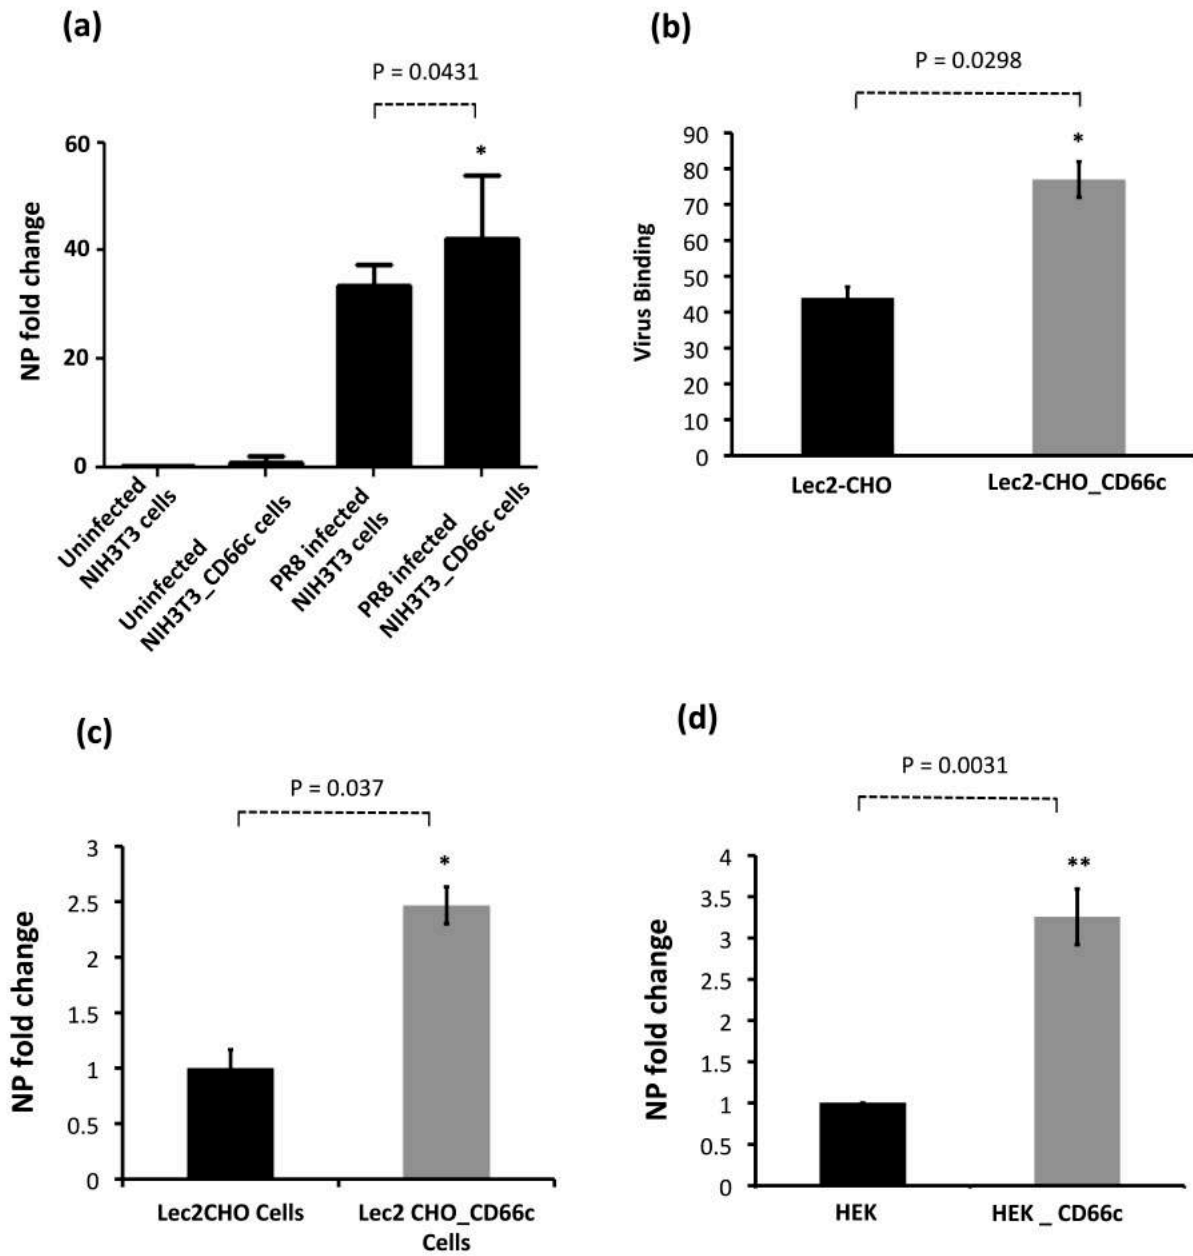 (a)
P = 0.0431
*
NP fold change
60
40
20
0
Uninfected
NIH3T3 cells
Uninfected
NIH3T3_CD66c cells
PR8 infected
NIH3T3 cells
PR8 infected
NIH3T3_CD66c cells
(b)
P = 0.0298
*
Virus Binding
90
80
70
60
50
40
30
20
10
0
Lec2-CHO
Lec2-CHO_CD66c
(c)
P = 0.037
*
NP fold change
3
2.5
2
1.5
1
0.5
0
Lec2CHO Cells
Lec2 CHO_CD66c
Cells
(d)
P = 0.0031
**
NP fold change
4
3.5
3
2.5
2
1.5
1
0.5
0
HEK
HEK _ CD66c